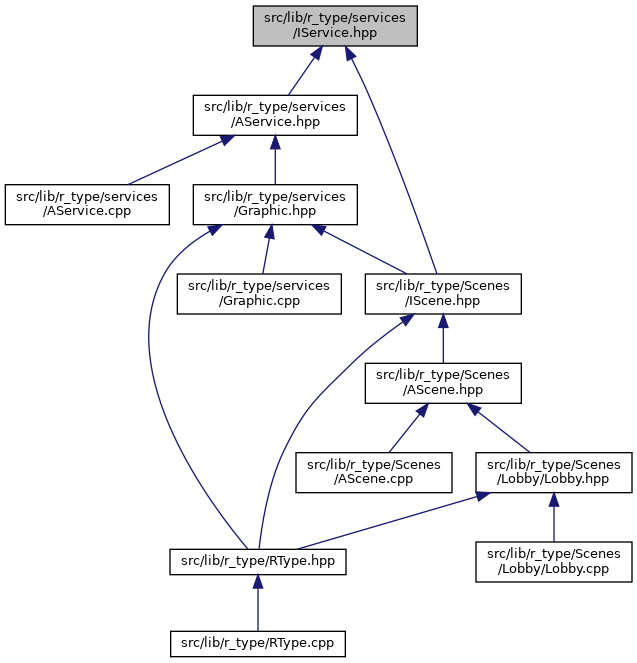 src/lib/r_type/services
/IService.hpp
src/lib/r_type/services
/AService.hpp
src/lib/r_type/services
/AService.cpp
src/lib/r_type/services
/Graphic.hpp
src/lib/r_type/services
/Graphic.cpp
src/lib/r_type/Scenes
/IScene.hpp
src/lib/r_type/Scenes
/AScene.hpp
src/lib/r_type/Scenes
/AScene.cpp
src/lib/r_type/Scenes
/Lobby/Lobby.hpp
src/lib/r_type/RType.hpp
src/lib/r_type/Scenes
/Lobby/Lobby.cpp
src/lib/r_type/RType.cpp